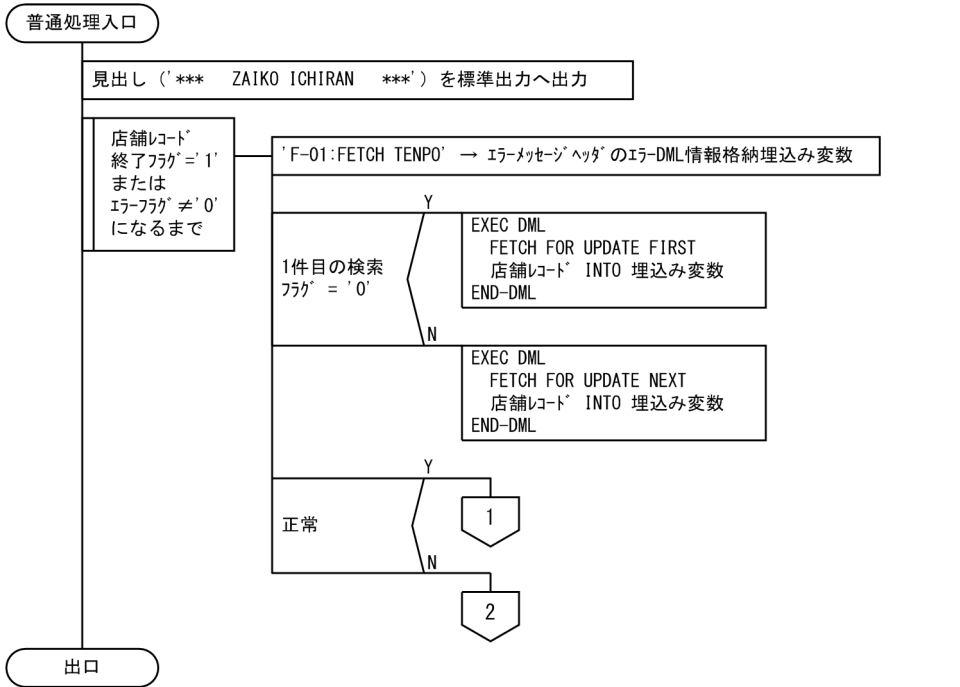 普通処理入口
見出し（'***　ZAIKO ICHIRAN　***'）を標準出力へ出力
店舗ﾚｺｰﾄﾞ
終了ﾌﾗｸﾞ='1'
または
ｴﾗｰﾌﾗｸﾞ≠'0'
になるまで
'F-01:FETCH TENPO' → ｴﾗｰﾒｯｾｰｼﾞﾍｯﾀﾞのｴﾗｰDML情報格納埋込み変数
1件目の検索
ﾌﾗｸﾞ = '0'
Y
EXEC DML
FETCH FOR UPDATE FIRST
店舗ﾚｺｰﾄﾞ INTO 埋込み変数
END-DML
N
EXEC DML
FETCH FOR UPDATE NEXT
店舗ﾚｺｰﾄﾞ INTO 埋込み変数
END-DML
正常
Y
1
N
2
出口